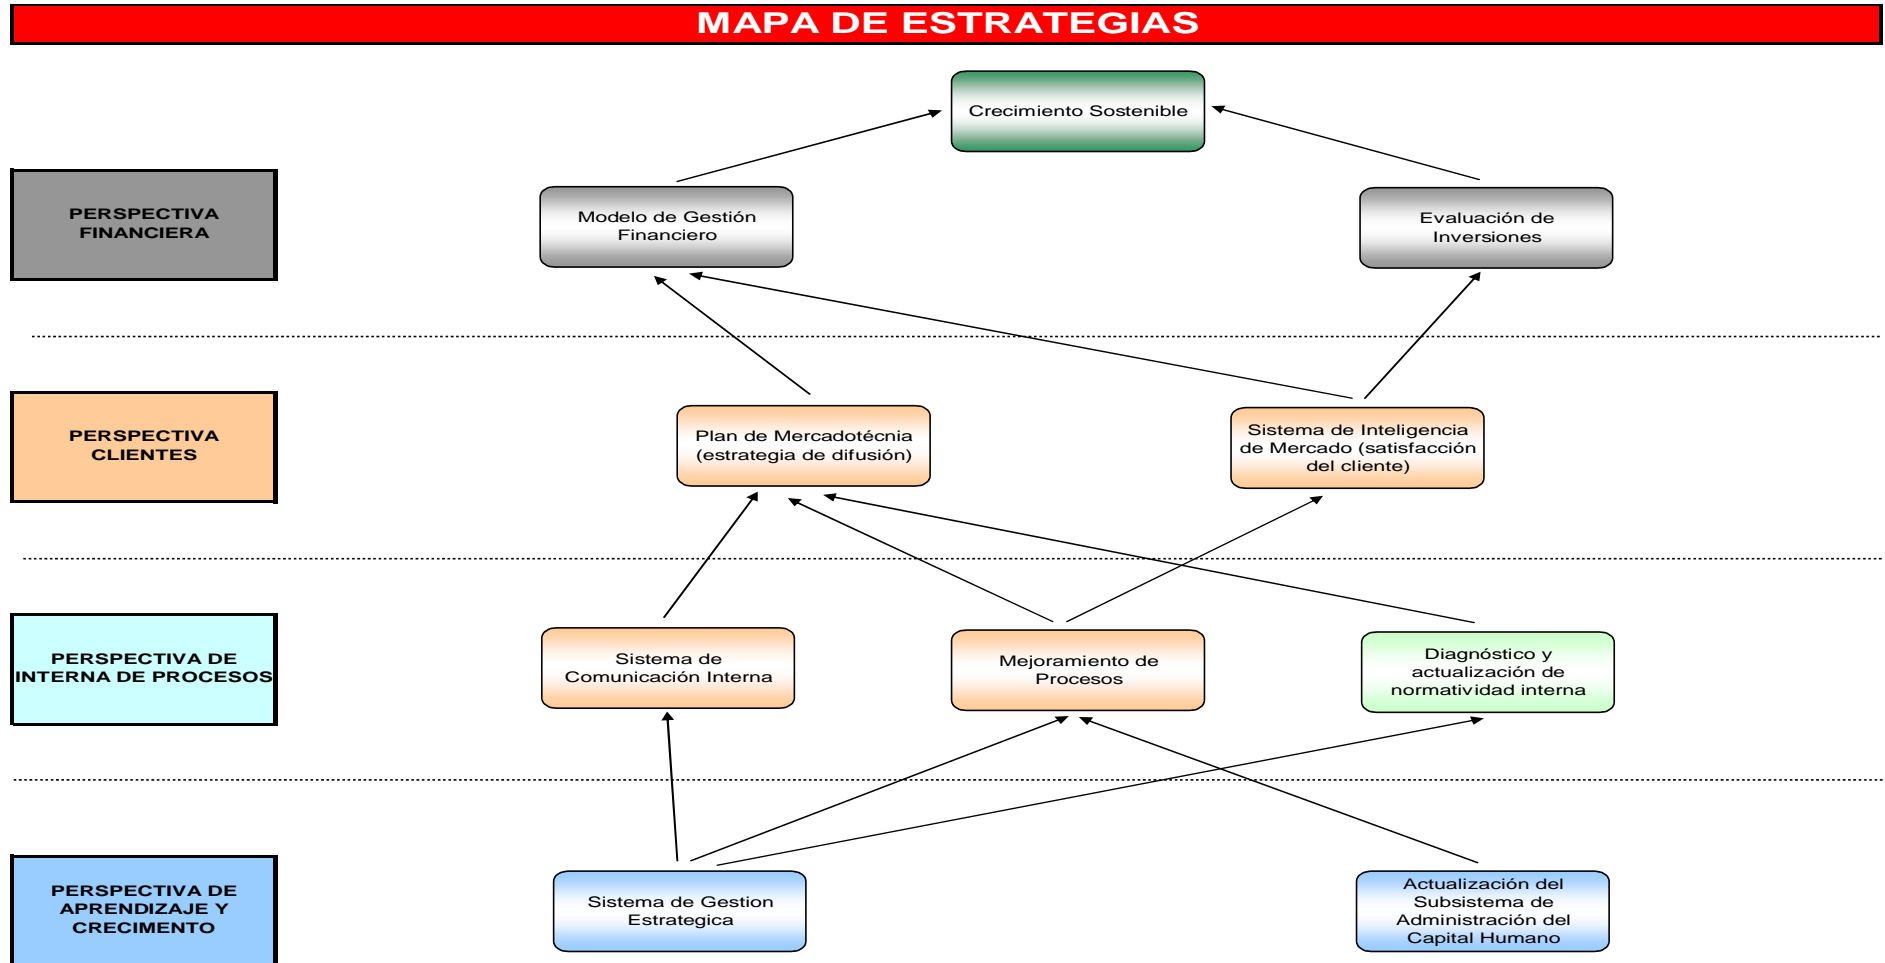 MAPA DE ESTRATEGIAS
Crecimiento Sostenible
PERSPECTIVA
FINANCIERA
Modelo de Gestión
Financiero
Evaluación de
Inversiones
PERSPECTIVA
CLIENTES
Plan de Mercadotécnia
(estrategia de difusión)
Sistema de Inteligencia
de Mercado (satisfacción
del cliente)
PERSPECTIVA DE
INTERNA DE PROCESOS
Sistema de
Comunicación Interna
Mejoramiento de
Procesos
Diagnóstico y
actualización de
normatividad interna
PERSPECTIVA DE
APRENDIZAJE Y
CRECIMENTO
Sistema de Gestion
Estrategica
Actualización del
Subsistema de
Administración del
Capital Humano